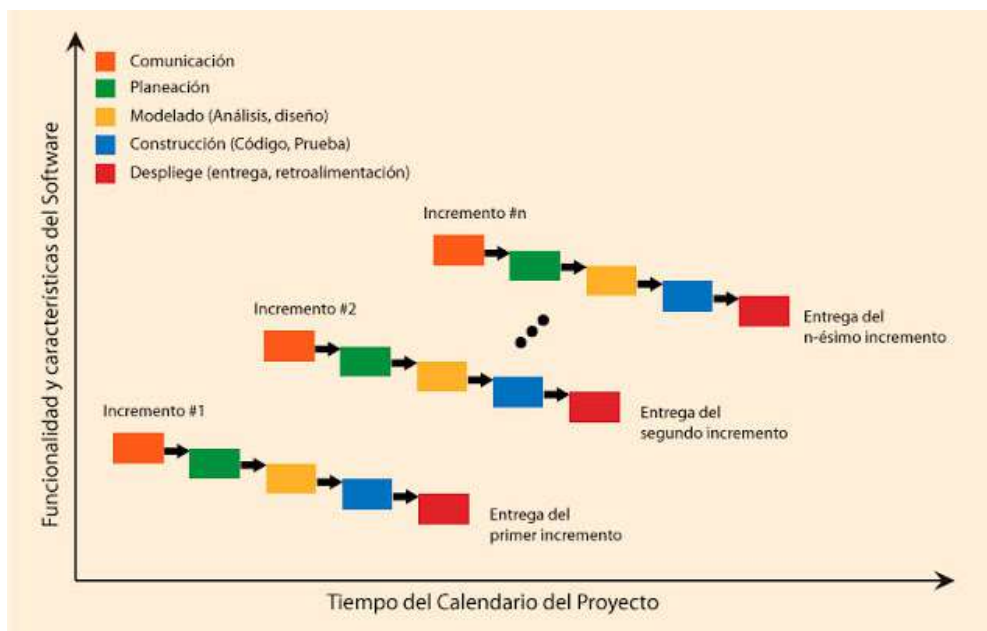 Comunicación
Planeación
Modelado (Análisis, diseño)
Construcción (Código, Prueba)
Despliege (entrega, retroalimentación)
Funcionalidad y características del Software
Incremento #n
Entrega del
n-ésimo incremento
Incremento #2
Entrega del
segundo incremento
Incremento #1
Entrega del
primer incremento
Tiempo del Calendario del Proyecto